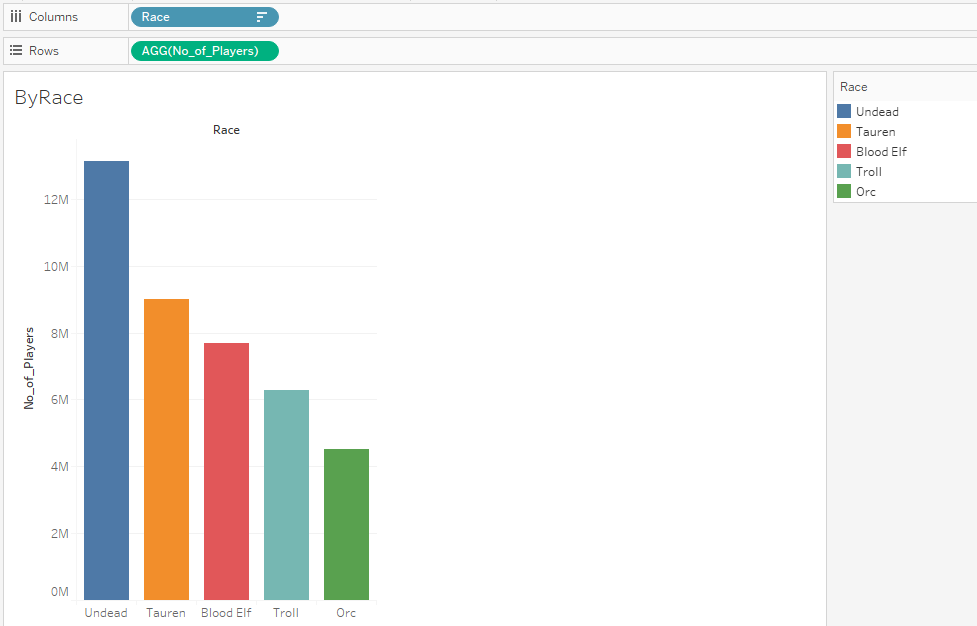 Columns
Race
Rows
AGG(No_of_Players)
ByRace
Race
No_of_Players
12M
10M
8M
6M
4M
2M
0M
Undead
Tauren
Blood Elf
Troll
Orc
Race
Undead
Tauren
Blood Elf
Troll
Orc